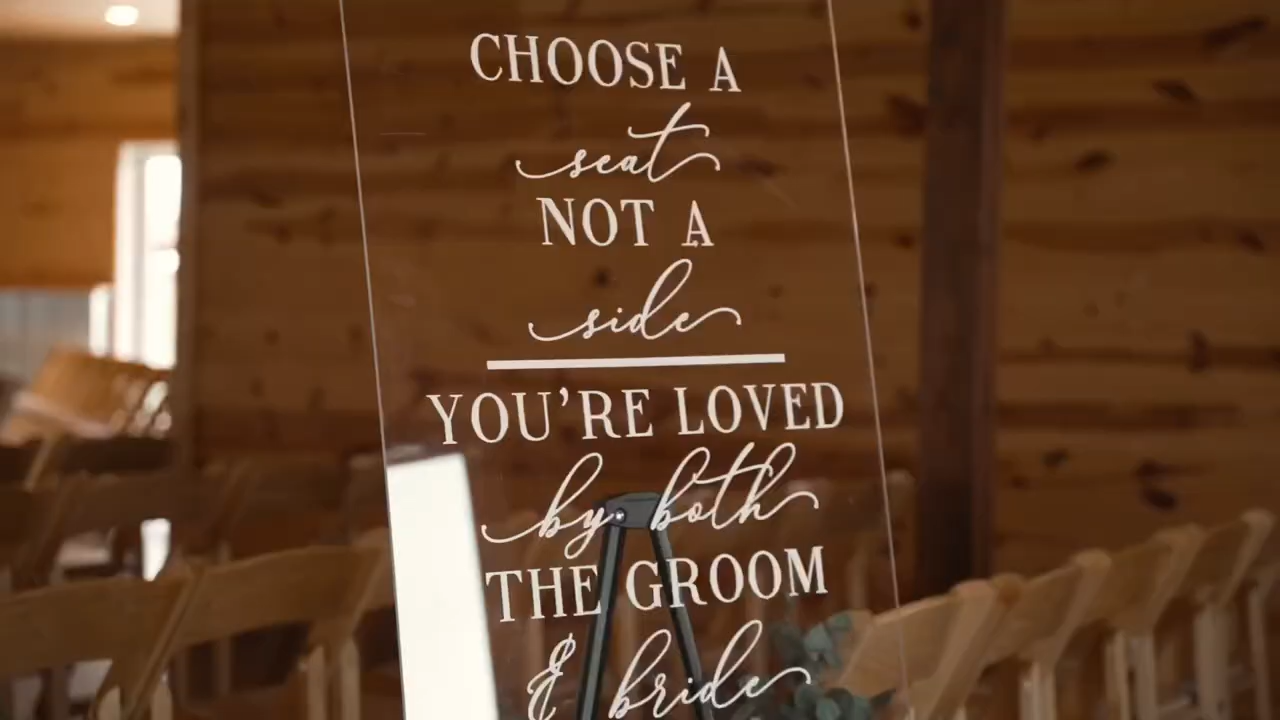 CHOOSE A
seat
NOT A
side
YOU'RE LOVED
by both
THE GROOM
& bride